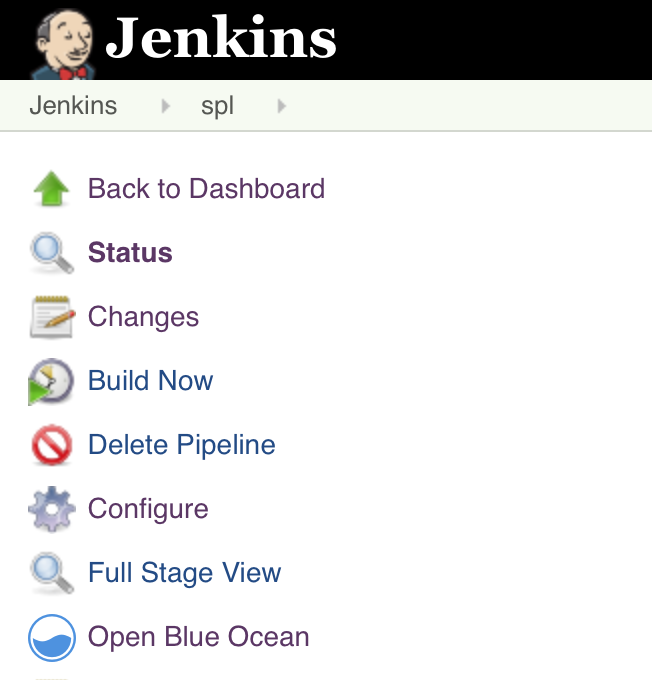 Jenkins
Jenkins spl
Back to Dashboard
Status
Changes
Build Now
Delete Pipeline
Configure
Full Stage View
Open Blue Ocean